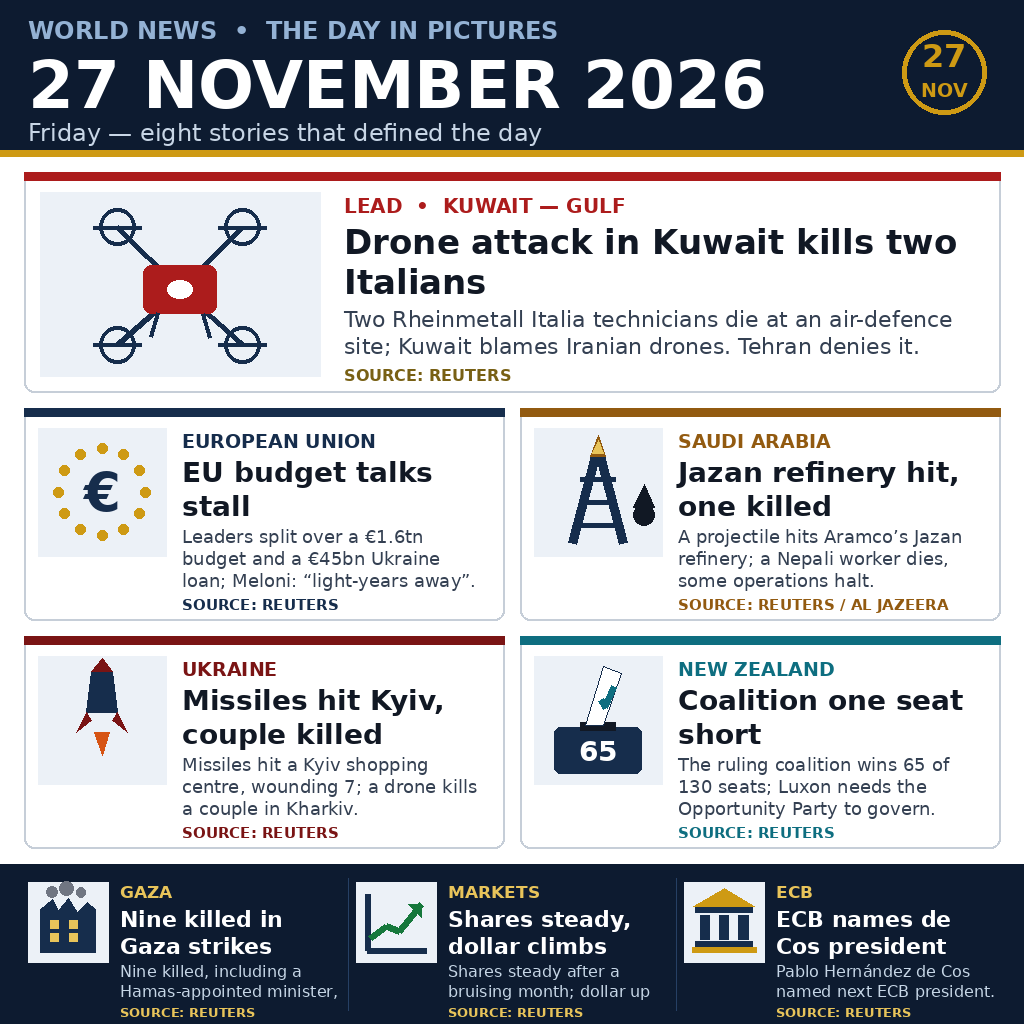 WORLD NEWS • THE DAY IN PICTURES
27 NOVEMBER 2026
Friday — eight stories that defined the day
27
NOV
LEAD • KUWAIT — GULF
Drone attack in Kuwait kills two
Italians
Two Rheinmetall Italia technicians die at an air-defence
site; Kuwait blames Iranian drones. Tehran denies it.
SOURCE: REUTERS
€
EUROPEAN UNION
EU budget talks
stall
Leaders split over a €1.6tn
budget and a €45bn Ukraine
loan; Meloni: “light-years away”.
SOURCE: REUTERS
SAUDI ARABIA
Jazan refinery hit,
one killed
A projectile hits Aramco’s Jazan
refinery; a Nepali worker dies,
some operations halt.
SOURCE: REUTERS / AL JAZEERA
UKRAINE
Missiles hit Kyiv,
couple killed
Missiles hit a Kyiv shopping
centre, wounding 7; a drone kills
a couple in Kharkiv.
SOURCE: REUTERS
65
NEW ZEALAND
Coalition one seat
short
The ruling coalition wins 65 of
130 seats; Luxon needs the
Opportunity Party to govern.
SOURCE: REUTERS
GAZA
Nine killed in
Gaza strikes
Nine killed, including a
Hamas-appointed minister,
SOURCE: REUTERS
MARKETS
Shares steady,
dollar climbs
Shares steady after a
bruising month; dollar up
SOURCE: REUTERS
ECB
ECB names de
Cos president
Pablo Hernández de Cos
named next ECB president.
SOURCE: REUTERS